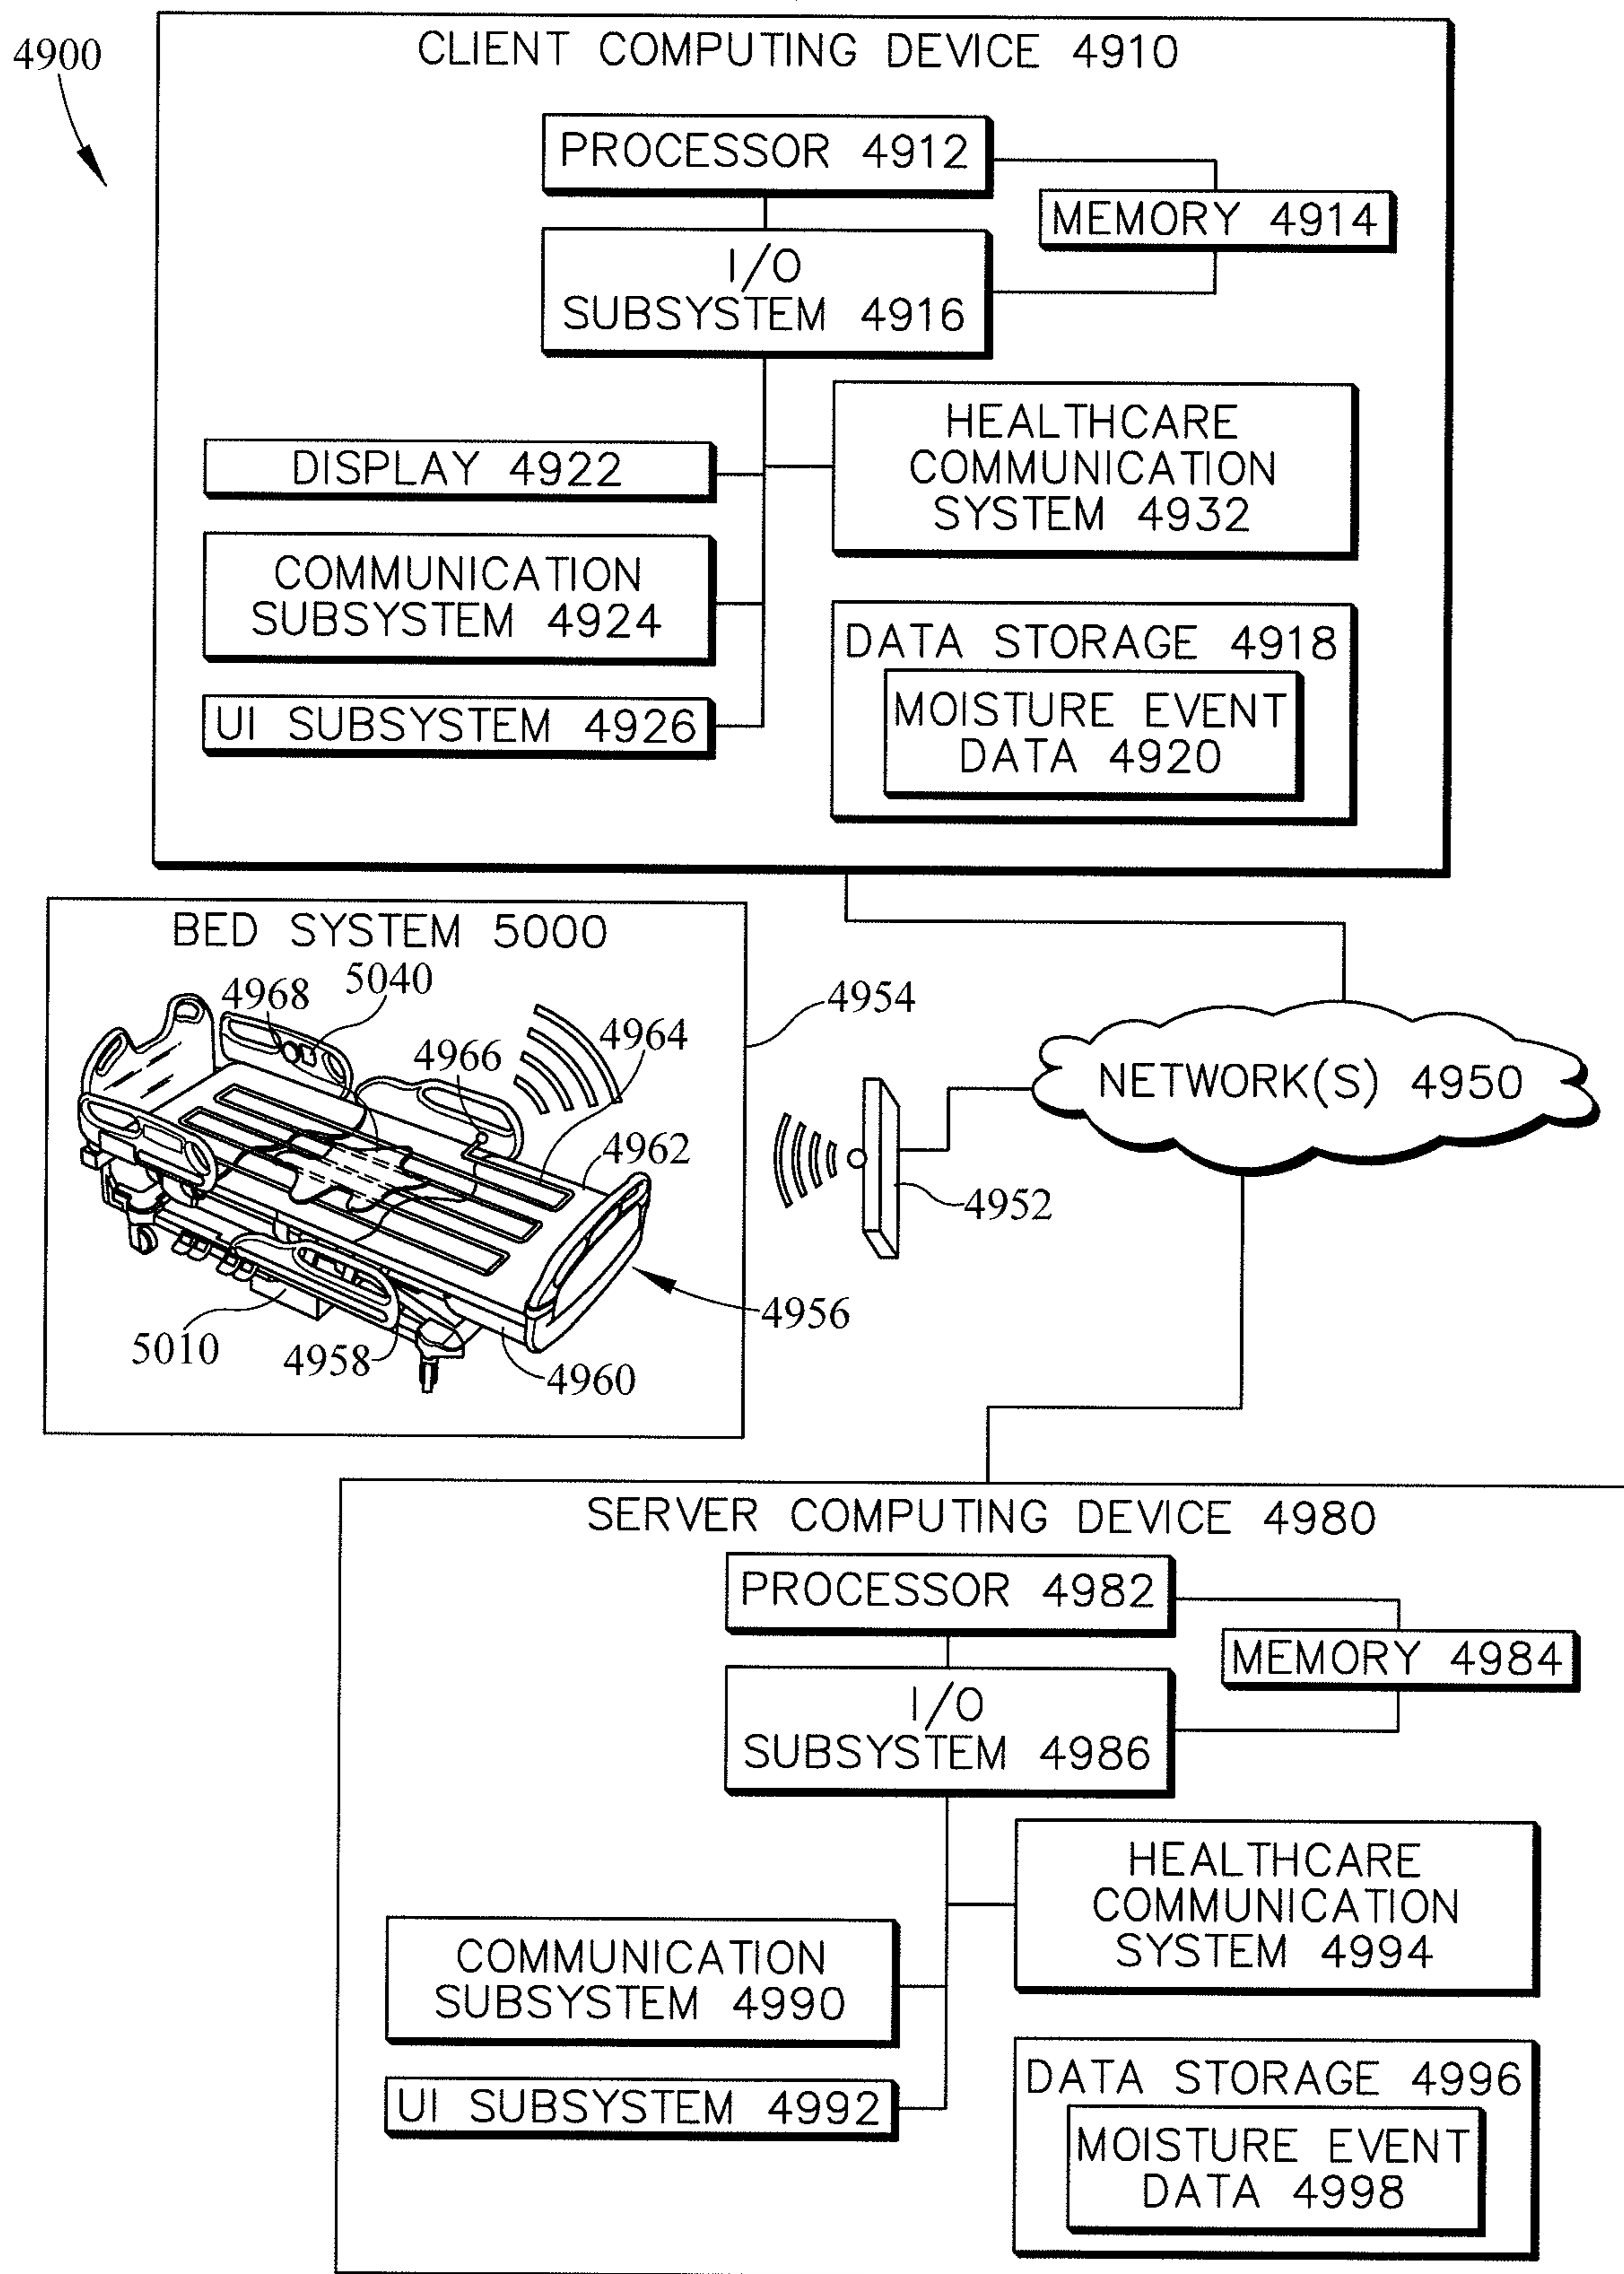 4900
CLIENT COMPUTING DEVICE 4910
PROCESSOR 4912
MEMORY 4914
I/O
SUBSYSTEM 4916
HEALTHCARE
COMMUNICATION
SYSTEM 4932
DISPLAY 4922
COMMUNICATION
SUBSYSTEM 4924
DATA STORAGE 4918
UI SUBSYSTEM 4926
MOISTURE EVENT
DATA 4920
BED SYSTEM 5000
4968
5040
4966
4964
4962
4954
4952
NETWORK(S) 4950
4956
5010
4958
4960
SERVER COMPUTING DEVICE 4980
PROCESSOR 4982
MEMORY 4984
I/O
SUBSYSTEM 4986
HEALTHCARE
COMMUNICATION
SYSTEM 4994
COMMUNICATION
SUBSYSTEM 4990
UI SUBSYSTEM 4992
DATA STORAGE 4996
MOISTURE EVENT
DATA 4998